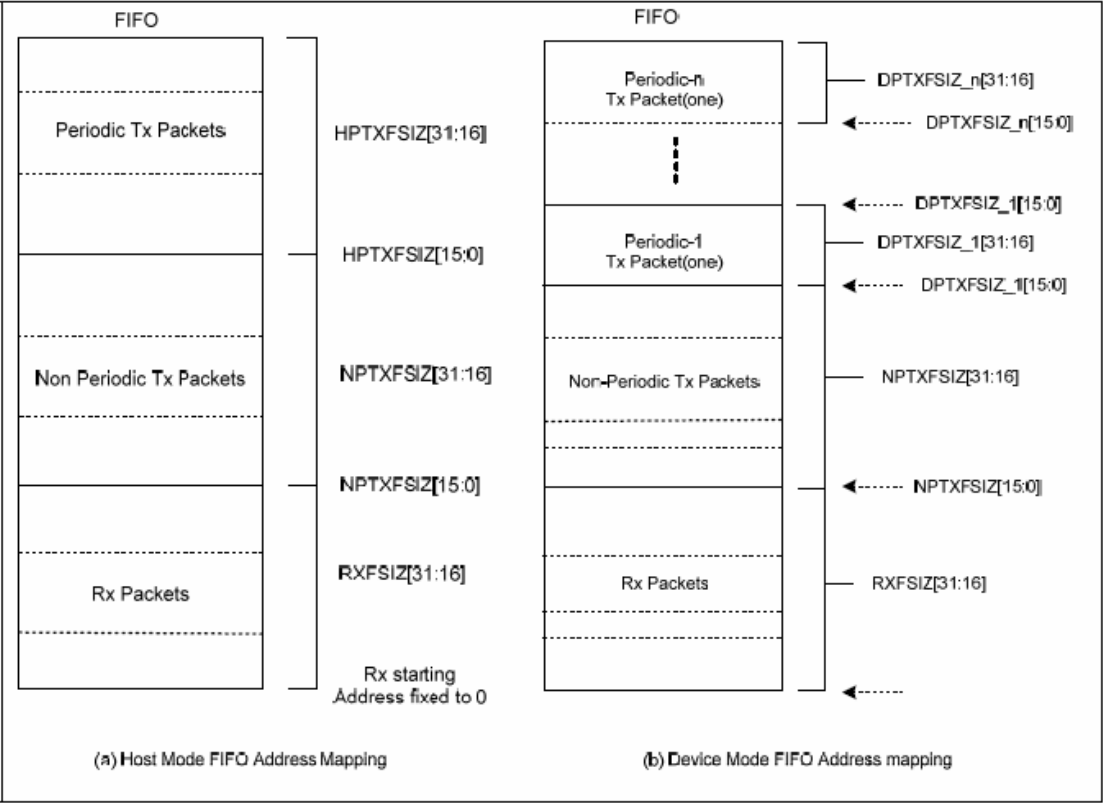 FIFO
Periodic Tx Packets
HPTXFSIZ[31:16]
HPTXFSIZ[15:0]
Non Periodic Tx Packets
NPTXFSIZ[31:16]
NPTXFSIZ[15:0]
RXFSIZ[31:16]
Rx Packets
Rx starting
Address fixed to 0
(a) Host Mode FIFO Address Mapping
FIFO
Periodic-n
Tx Packet(one)
DPTXFSIZ_n[31:16]
DPTXFSIZ_n[15:0]
DPTXFSIZ_1[15:0]
Periodic-1
Tx Packet(one)
DPTXFSIZ_1[31:16]
DPTXFSIZ_1[15:0]
Non-Periodic Tx Packets
NPTXFSIZ[31:16]
NPTXFSIZ[15:0]
Rx Packets
RXFSIZ[31:16]
(b) Device Mode FIFO Address mapping